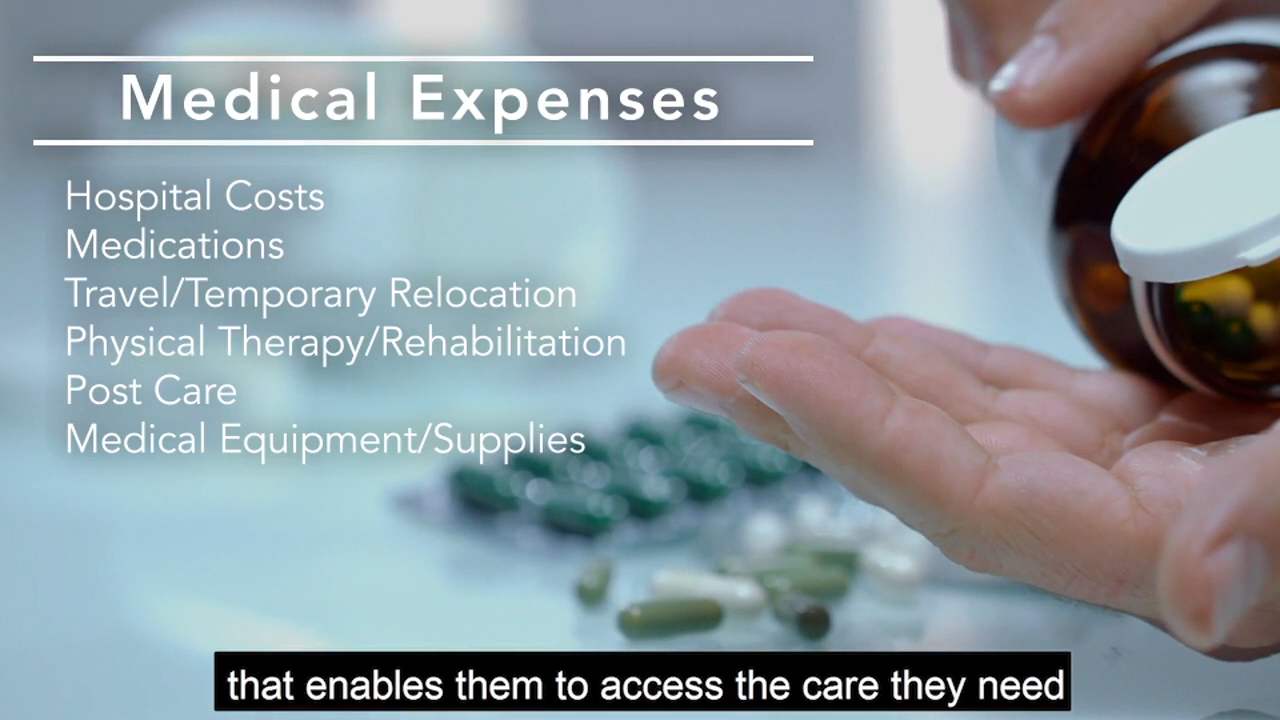 Medical Expenses
Hospital Costs
Medications
Travel/Temporary Relocation
Physical Therapy/Rehabilitation
Post Care
Medical Equipment/Supplies
that enables them to access the care they need